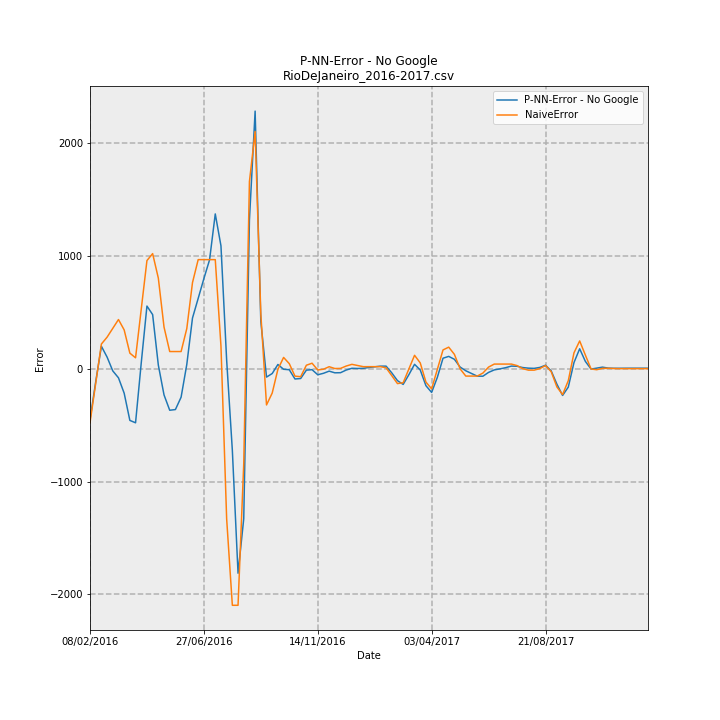 P-NN-Error - No Google
RioDeJaneiro_2016-2017.csv
P-NN-Error - No Google
NaiveError
Error
2000
1000
0
−1000
−2000
08/02/2016
27/06/2016
14/11/2016
03/04/2017
21/08/2017
Date